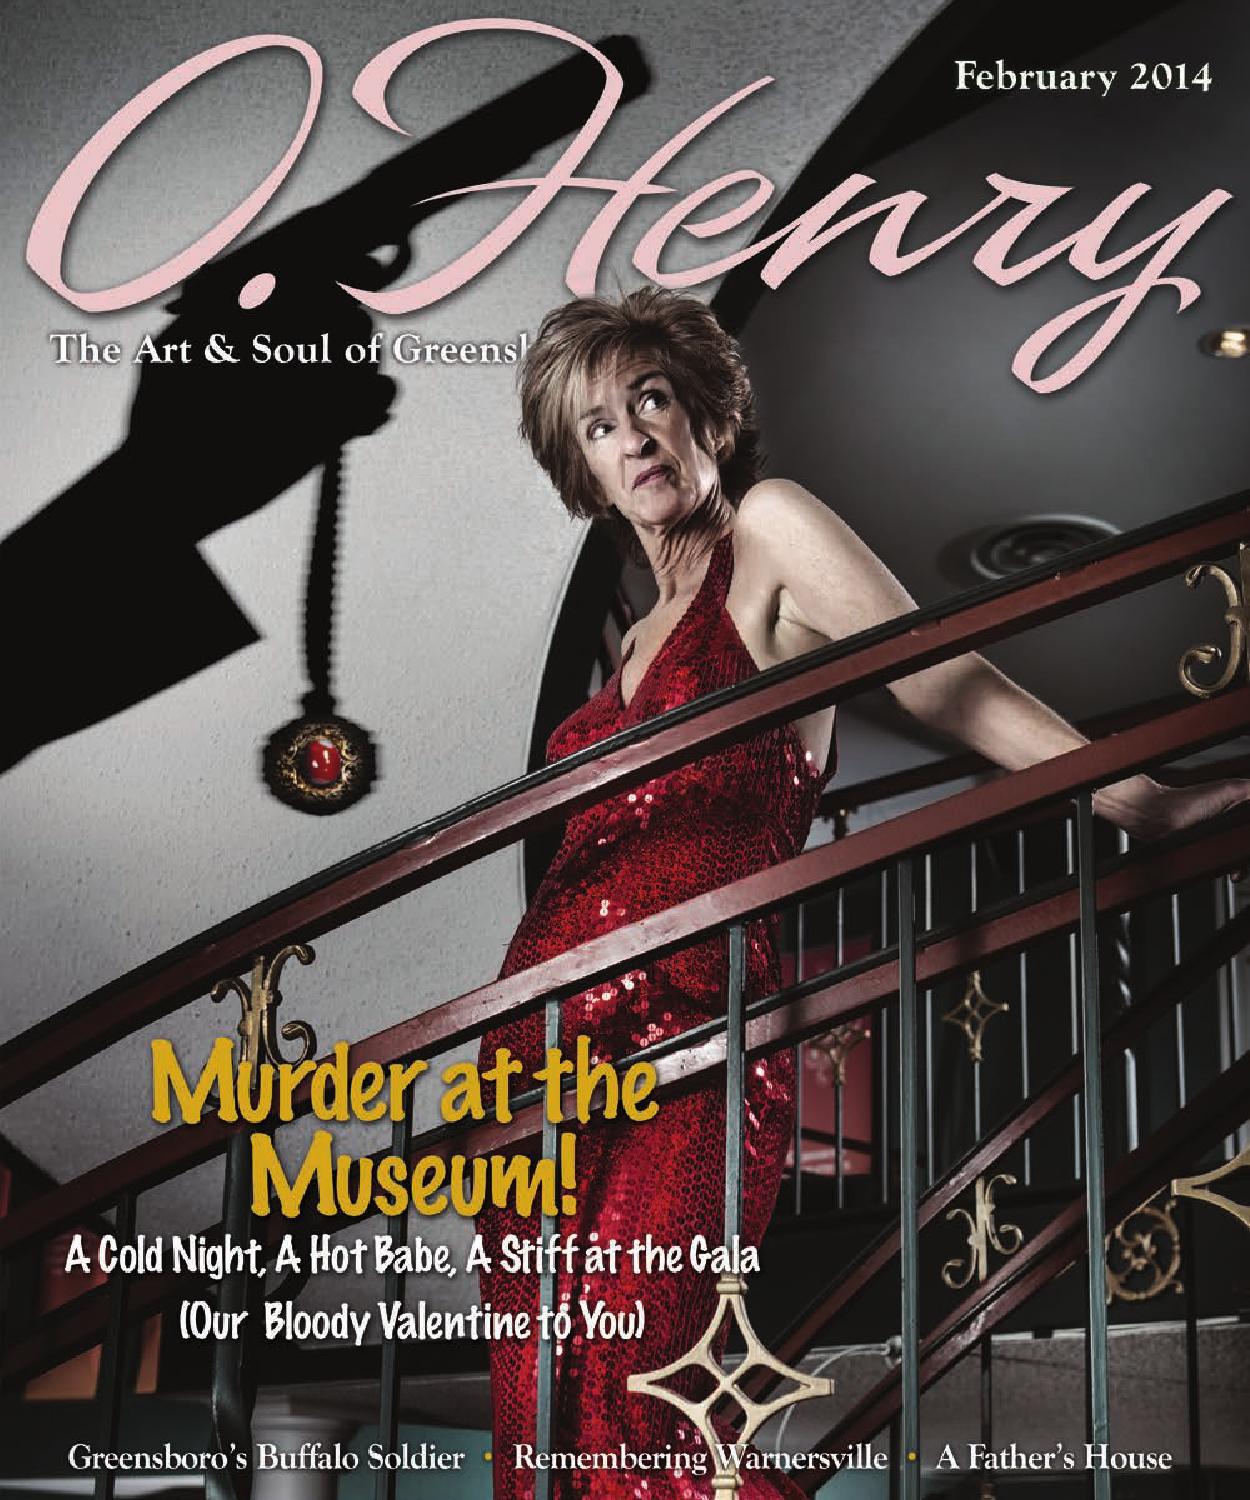 O. Henry
February 2014
The Art & Soul of Greens
Murder at the
Museum!
A Cold Night, A Hot Babe, A Stiff at the Gala
(Our Bloody Valentine to You)
Greensboro's Buffalo Soldier • Remembering Warnersville • A Father's House